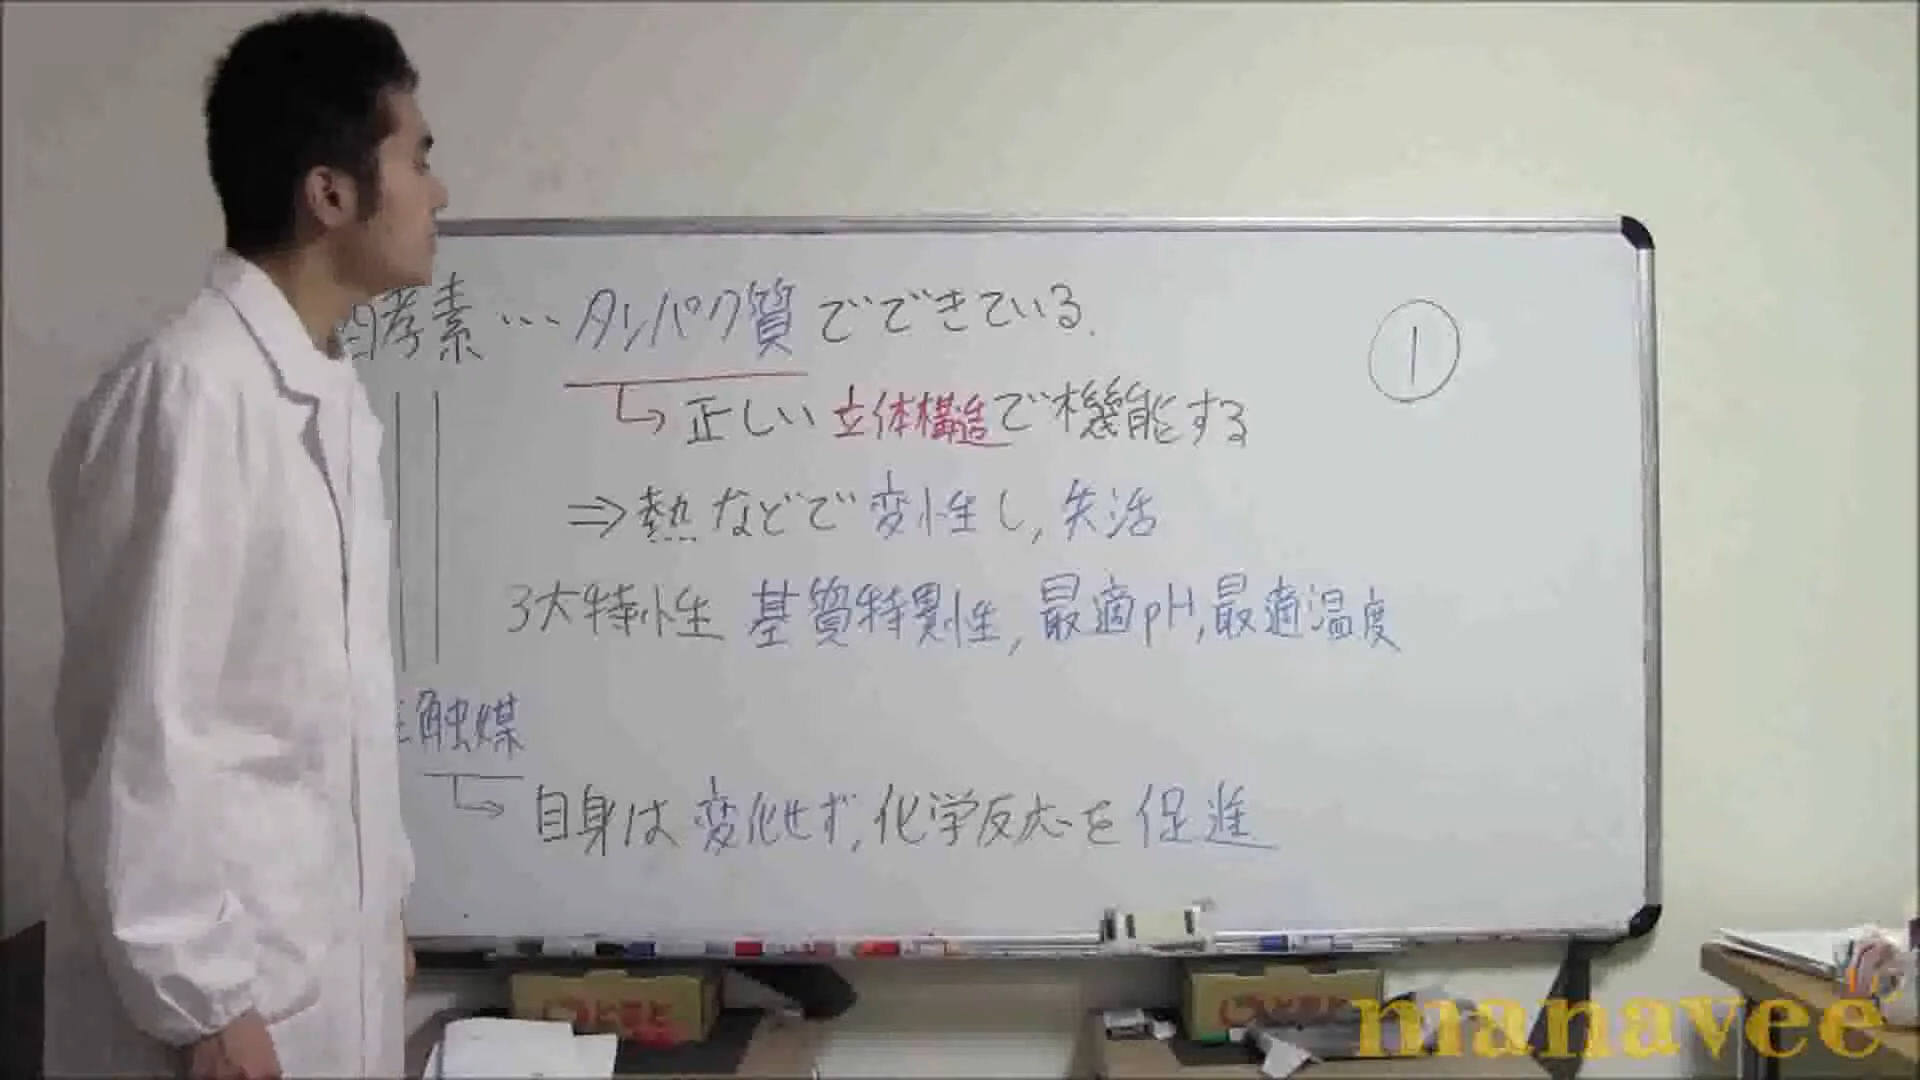 酵素…タンパク質でできている.
①
↳正しい立体構造で機能する
⇒熱などで変性し,失活
3大特性 基質特異性,最適pH,最適温度
触媒
↳自身は変化せず,化学反応を促進
manavee